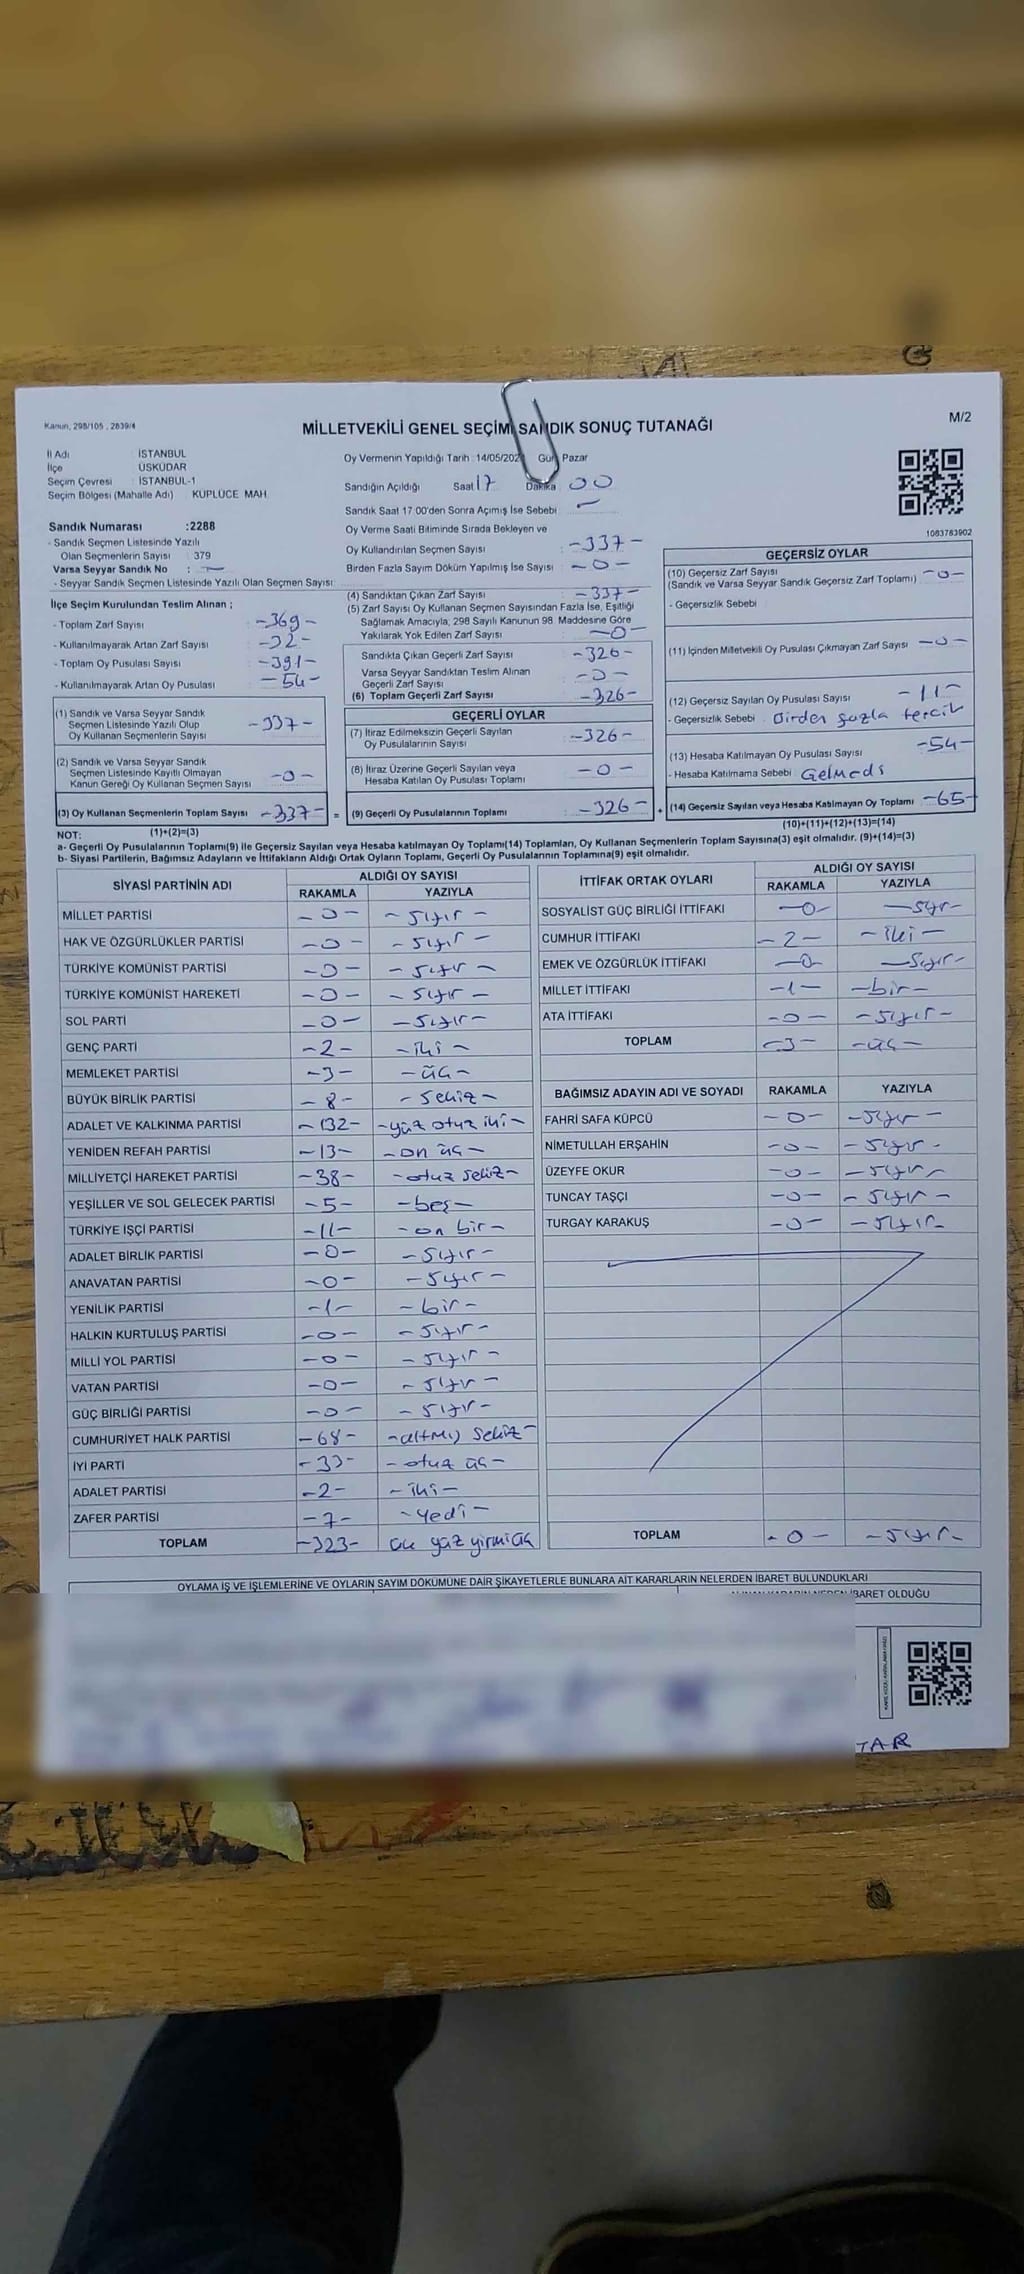 Kanun, 298/105 , 2839/4
MİLLETVEKİLİ GENEL SEÇİMİ SANDIK SONUÇ TUTANAĞI
M/2
İl Adı İSTANBUL
İlçe ÜSKÜDAR
Seçim Çevresi : İSTANBUL-1
Seçim Bölgesi (Mahalle Adı) KÜPLÜCE MAH.
Oy Vermenin Yapıldığı Tarih : 14/05/202 Gün Pazar
Sandığın Açıldığı Saat 17 Dakika 00
Sandık Saat 17:00'den Sonra Açımış İse Sebebi : -
Oy Verme Saati Bitiminde Sırada Bekleyen ve
Oy Kullandırılan Seçmen Sayısı : -337-
Birden Fazla Sayım Döküm Yapılmış İse Sayısı : -0-
1083783902
Sandık Numarası :2288
- Sandık Seçmen Listesinde Yazılı
Olan Seçmenlerin Sayısı : 379
Varsa Seyyar Sandık No : -
- Seyyar Sandık Seçmen Listesinde Yazılı Olan Seçmen Sayısı:
İlçe Seçim Kurulundan Teslim Alınan ;
- Toplam Zarf Sayısı : -369-
- Kullanılmayarak Artan Zarf Sayısı : -32-
- Toplam Oy Pusulası Sayısı : -391-
- Kullanılmayarak Artan Oy Pusulası : -54-
(1) Sandık ve Varsa Seyyar Sandık
Seçmen Listesinde Yazılı Olup
Oy Kullanan Seçmenlerin Sayısı -337-
(2) Sandık ve Varsa Seyyar Sandık
Seçmen Listesinde Kayıtlı Olmayan
Kanun Gereği Oy Kullanan Seçmen Sayısı -0-
(3) Oy Kullanan Seçmenlerin Toplam Sayısı -337- =
(1)+(2)=(3)
(4) Sandıktan Çıkan Zarf Sayısı : -337-
(5) Zarf Sayısı Oy Kullanan Seçmen Sayısından Fazla İse, Eşitliği
Sağlamak Amacıyla, 298 Sayılı Kanunun 98. Maddesine Göre
Yakılarak Yok Edilen Zarf Sayısı : -0-
Sandıkta Çıkan Geçerli Zarf Sayısı : -326-
Varsa Seyyar Sandıktan Teslim Alınan
Geçerli Zarf Sayısı : -0-
(6) Toplam Geçerli Zarf Sayısı : -326-
GEÇERLİ OYLAR
(7) İtiraz Edilmeksizin Geçerli Sayılan
Oy Pusulalarının Sayısı : -326-
(8) İtiraz Üzerine Geçerli Sayılan veya
Hesaba Katılan Oy Pusulası Toplamı : -0-
(9) Geçerli Oy Pusulalarının Toplamı : -326- +
GEÇERSİZ OYLAR
(10) Geçersiz Zarf Sayısı
(Sandık ve Varsa Seyyar Sandık Geçersiz Zarf Toplamı) -0-
- Geçersizlik Sebebi :
(11) İçinden Milletvekili Oy Pusulası Çıkmayan Zarf Sayısı : -0-
(12) Geçersiz Sayılan Oy Pusulası Sayısı : -11-
- Geçersizlik Sebebi : Birden fazla tercih
(13) Hesaba Katılmayan Oy Pusulası Sayısı : -54-
- Hesaba Katılmama Sebebi : Gelmedi
(14) Geçersiz Sayılan veya Hesaba Katılmayan Oy Toplamı : -65-
(10)+(11)+(12)+(13)=(14)
NOT:
a- Geçerli Oy Pusulalarının Toplamı(9) ile Geçersiz Sayılan veya Hesaba katılmayan Oy Toplamı(14) Toplamları, Oy Kullanan Seçmenlerin Toplam Sayısına(3) eşit olmalıdır. (9)+(14)=(3)
b- Siyasi Partilerin, Bağımsız Adayların ve İttifakların Aldığı Ortak Oyların Toplamı, Geçerli Oy Pusulalarının Toplamına(9) eşit olmalıdır.
SİYASİ PARTİNİN ADI ALDIĞI OY SAYISI
RAKAMLA YAZIYLA
MİLLET PARTİSİ -0- -sıfır-
HAK VE ÖZGÜRLÜKLER PARTİSİ -0- -sıfır-
TÜRKİYE KOMÜNİST PARTİSİ -0- -sıfır-
TÜRKİYE KOMÜNİST HAREKETİ -0- -sıfır-
SOL PARTİ -0- -sıfır-
GENÇ PARTİ -2- -iki-
MEMLEKET PARTİSİ -3- -üç-
BÜYÜK BİRLİK PARTİSİ -8- -sekiz-
ADALET VE KALKINMA PARTİSİ -132- -yüz otuz iki-
YENİDEN REFAH PARTİSİ -13- -on üç-
MİLLİYETÇİ HAREKET PARTİSİ -38- -otuz sekiz-
YEŞİLLER VE SOL GELECEK PARTİSİ -5- -beş-
TÜRKİYE İŞÇİ PARTİSİ -11- -on bir-
ADALET BİRLİK PARTİSİ -0- -sıfır-
ANAVATAN PARTİSİ -0- -sıfır-
YENİLİK PARTİSİ -1- -bir-
HALKIN KURTULUŞ PARTİSİ -0- -sıfır-
MİLLİ YOL PARTİSİ -0- -sıfır-
VATAN PARTİSİ -0- -sıfır-
GÜÇ BİRLİĞİ PARTİSİ -0- -sıfır-
CUMHURİYET HALK PARTİSİ -68- -altmış sekiz-
İYİ PARTİ -33- -otuz üç-
ADALET PARTİSİ -2- -iki-
ZAFER PARTİSİ -7- -yedi-
TOPLAM -323- üç yüz yirmi üç
İTTİFAK ORTAK OYLARI ALDIĞI OY SAYISI
RAKAMLA YAZIYLA
SOSYALİST GÜÇ BİRLİĞİ İTTİFAKI -0- -sıfır-
CUMHUR İTTİFAKI -2- -iki-
EMEK VE ÖZGÜRLÜK İTTİFAKI -0- -sıfır-
MİLLET İTTİFAKI -1- -bir-
ATA İTTİFAKI -0- -sıfır-
TOPLAM -3- -üç-
BAĞIMSIZ ADAYIN ADI VE SOYADI RAKAMLA YAZIYLA
FAHRİ SAFA KÜPCÜ -0- -sıfır-
NİMETULLAH ERŞAHİN -0- -sıfır-
ÜZEYFE OKUR -0- -sıfır-
TUNCAY TAŞÇI -0- -sıfır-
TURGAY KARAKUŞ -0- -sıfır-
TOPLAM -0- -sıfır-
OYLAMA İŞ VE İŞLEMLERİNE VE OYLARIN SAYIM DÖKÜMÜNE DAİR ŞİKAYETLERLE BUNLARA AİT KARARLARIN NELERDEN İBARET BULUNDUKLARI
İBARET OLDUĞU
TAR